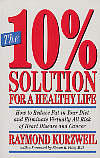 The
10%
SOLUTION
FOR A HEALTHY LIFE
How to Reduce Fat in Your Diet
and Eliminate Virtually All Risk
of Heart Disease and Cancer
RAYMOND KURZWEIL